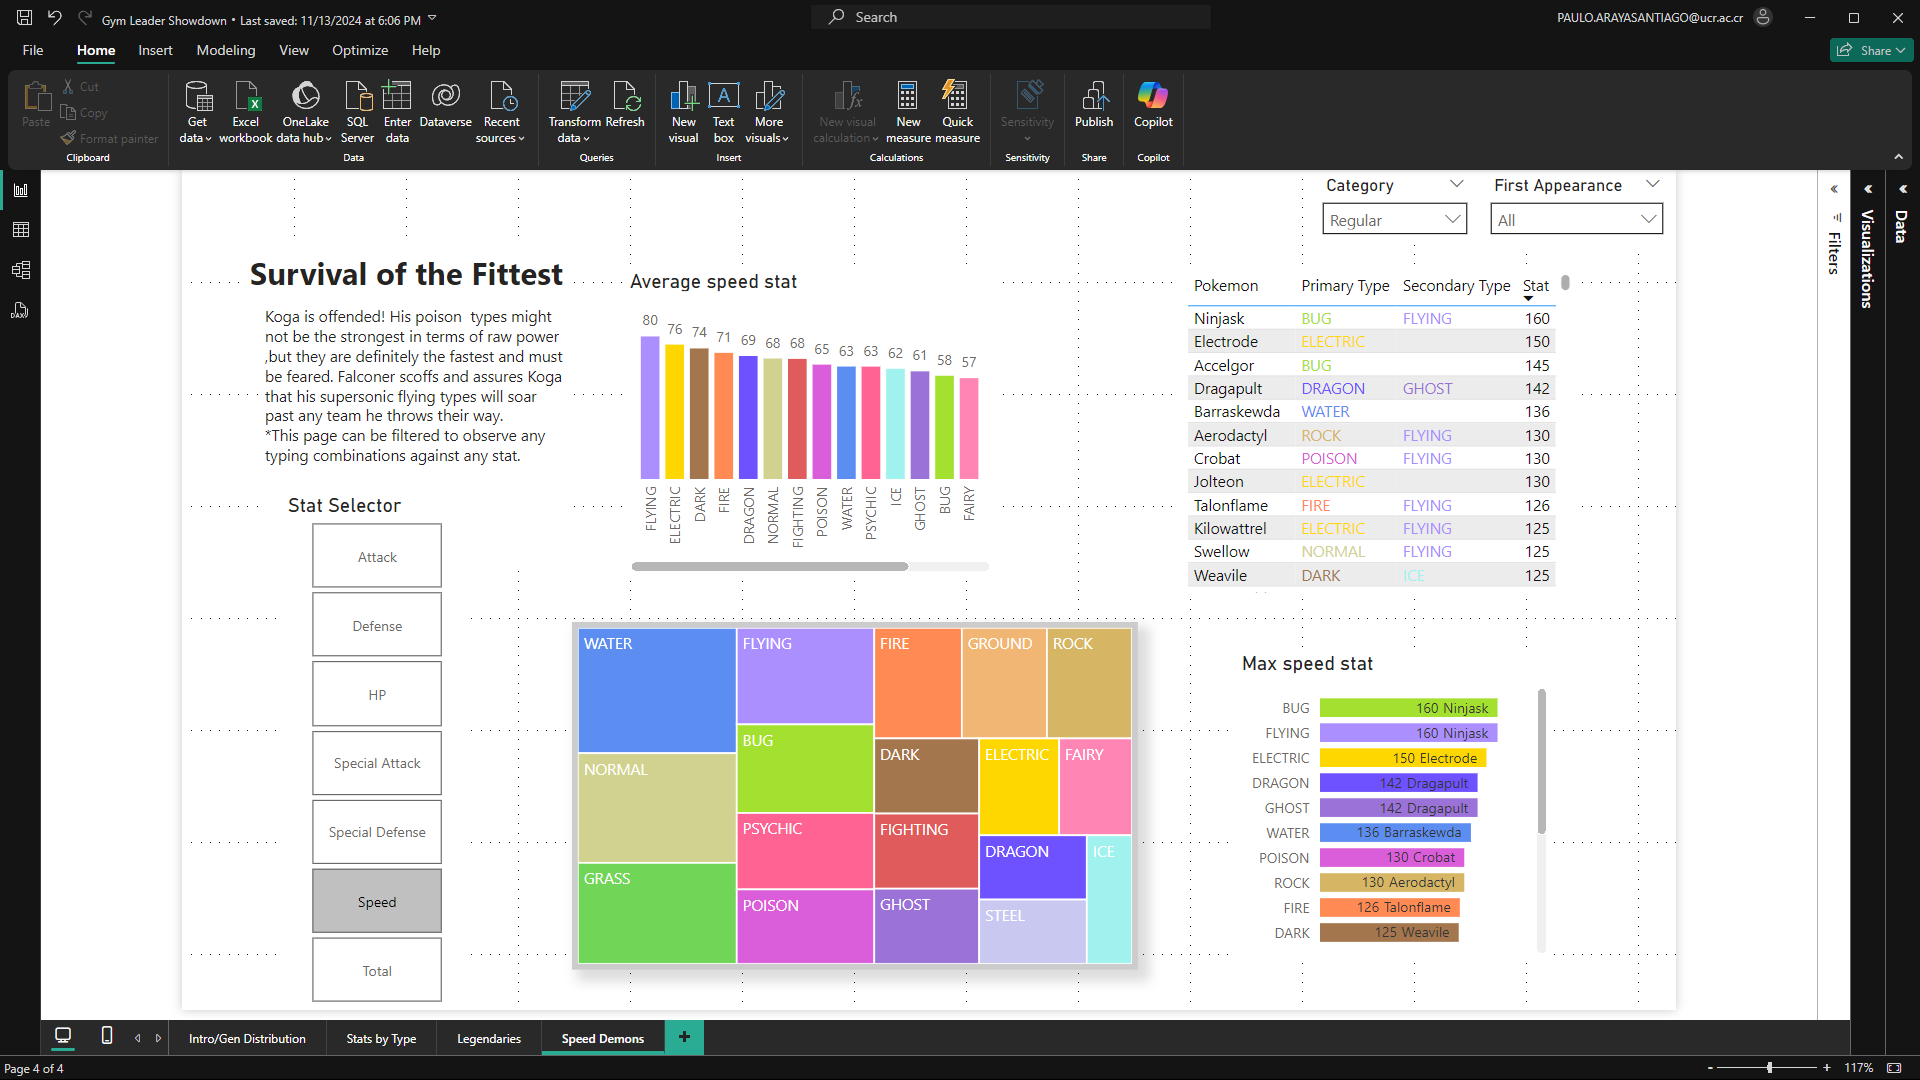 Gym Leader Showdown • Last saved: 11/13/2024 at 6:06 PM
Search
PAULO.ARAYASANTIAGO@ucr.ac.cr
File
Home
Insert
Modeling
View
Optimize
Help
Share
Paste
Cut
Copy
Format painter
Clipboard
Get data
Excel workbook
OneLake data hub
SQL Server
Enter data
Dataverse
Recent sources
Data
Transform data
Refresh
Queries
New visual
Text box
More visuals
Insert
New visual calculation
New measure
Quick measure
Calculations
Sensitivity
Sensitivity
Publish
Share
Copilot
Copilot
Category
Regular
First Appearance
All
Filters
Visualizations
Data
Survival of the Fittest
Koga is offended! His poison  types might
not be the strongest in terms of raw power
,but they are definitely the fastest and must
be feared. Falconer scoffs and assures Koga
that his supersonic flying types will soar
past any team he throws their way.
*This page can be filtered to observe any
typing combinations against any stat.
Stat Selector
Attack
Defense
HP
Special Attack
Special Defense
Speed
Total
Average speed stat
80 76 74 71 69 68 68 65 63 63 62 61 58 57
FLYING ELECTRIC DARK FIRE DRAGON NORMAL FIGHTING POISON WATER PSYCHIC ICE GHOST BUG FAIRY
Pokemon Primary Type Secondary Type Stat
Ninjask BUG FLYING 160
Electrode ELECTRIC 150
Accelgor BUG 145
Dragapult DRAGON GHOST 142
Barraskewda WATER 136
Aerodactyl ROCK FLYING 130
Crobat POISON FLYING 130
Jolteon ELECTRIC 130
Talonflame FIRE FLYING 126
Kilowattrel ELECTRIC FLYING 125
Swellow NORMAL FLYING 125
Weavile DARK ICE 125
WATER
NORMAL
GRASS
FLYING
BUG
PSYCHIC
POISON
FIRE
GROUND
ROCK
DARK
FIGHTING
GHOST
ELECTRIC
FAIRY
DRAGON
STEEL
ICE
Max speed stat
BUG 160 Ninjask
FLYING 160 Ninjask
ELECTRIC 150 Electrode
DRAGON 142 Dragapult
GHOST 142 Dragapult
WATER 136 Barraskewda
POISON 130 Crobat
ROCK 130 Aerodactyl
FIRE 126 Talonflame
DARK 125 Weavile
Intro/Gen Distribution
Stats by Type
Legendaries
Speed Demons
+
Page 4 of 4
- + 117%